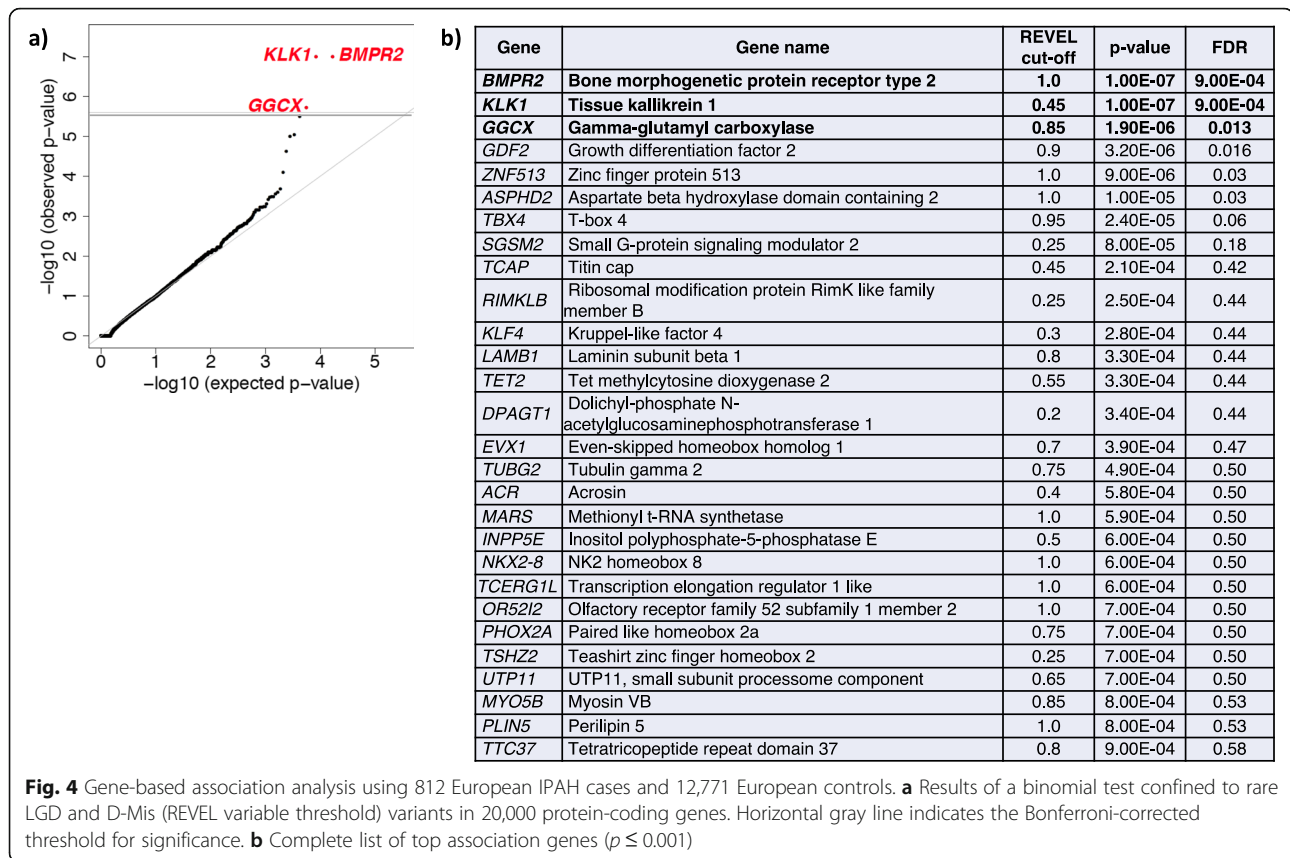 a)
KLK1 BMPR2
GGCX
−log10 (observed p−value)
7
6
5
4
3
2
1
0
0 1 2 3 4 5
−log10 (expected p−value)
b)
Gene Gene name REVEL cut-off p-value FDR
BMPR2 Bone morphogenetic protein receptor type 2 1.0 1.00E-07 9.00E-04
KLK1 Tissue kallikrein 1 0.45 1.00E-07 9.00E-04
GGCX Gamma-glutamyl carboxylase 0.85 1.90E-06 0.013
GDF2 Growth differentiation factor 2 0.9 3.20E-06 0.016
ZNF513 Zinc finger protein 513 1.0 9.00E-06 0.03
ASPHD2 Aspartate beta hydroxylase domain containing 2 1.0 1.00E-05 0.03
TBX4 T-box 4 0.95 2.40E-05 0.06
SGSM2 Small G-protein signaling modulator 2 0.25 8.00E-05 0.18
TCAP Titin cap 0.45 2.10E-04 0.42
RIMKLB Ribosomal modification protein RimK like family member B 0.25 2.50E-04 0.44
KLF4 Kruppel-like factor 4 0.3 2.80E-04 0.44
LAMB1 Laminin subunit beta 1 0.8 3.30E-04 0.44
TET2 Tet methylcytosine dioxygenase 2 0.55 3.30E-04 0.44
DPAGT1 Dolichyl-phosphate N-acetylglucosaminephosphotransferase 1 0.2 3.40E-04 0.44
EVX1 Even-skipped homeobox homolog 1 0.7 3.90E-04 0.47
TUBG2 Tubulin gamma 2 0.75 4.90E-04 0.50
ACR Acrosin 0.4 5.80E-04 0.50
MARS Methionyl t-RNA synthetase 1.0 5.90E-04 0.50
INPP5E Inositol polyphosphate-5-phosphatase E 0.5 6.00E-04 0.50
NKX2-8 NK2 homeobox 8 1.0 6.00E-04 0.50
TCERG1L Transcription elongation regulator 1 like 1.0 6.00E-04 0.50
OR52I2 Olfactory receptor family 52 subfamily 1 member 2 1.0 7.00E-04 0.50
PHOX2A Paired like homeobox 2a 0.75 7.00E-04 0.50
TSHZ2 Teashirt zinc finger homeobox 2 0.25 7.00E-04 0.50
UTP11 UTP11, small subunit processome component 0.65 7.00E-04 0.50
MYO5B Myosin VB 0.85 8.00E-04 0.53
PLIN5 Perilipin 5 1.0 8.00E-04 0.53
TTC37 Tetratricopeptide repeat domain 37 0.8 9.00E-04 0.58
Fig. 4 Gene-based association analysis using 812 European IPAH cases and 12,771 European controls. a Results of a binomial test confined to rare
LGD and D-Mis (REVEL variable threshold) variants in 20,000 protein-coding genes. Horizontal gray line indicates the Bonferroni-corrected
threshold for significance. b Complete list of top association genes (p ≤ 0.001)